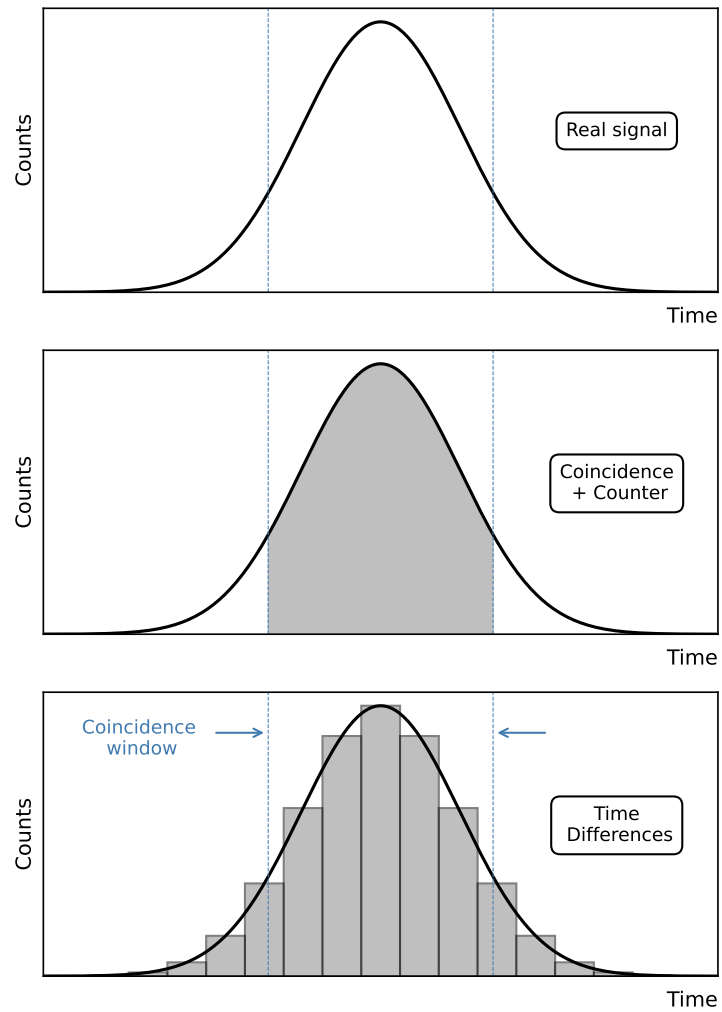 Counts
Real signal
Time
Counts
Coincidence
+ Counter
Time
Coincidence
window
Counts
Time
Differences
Time